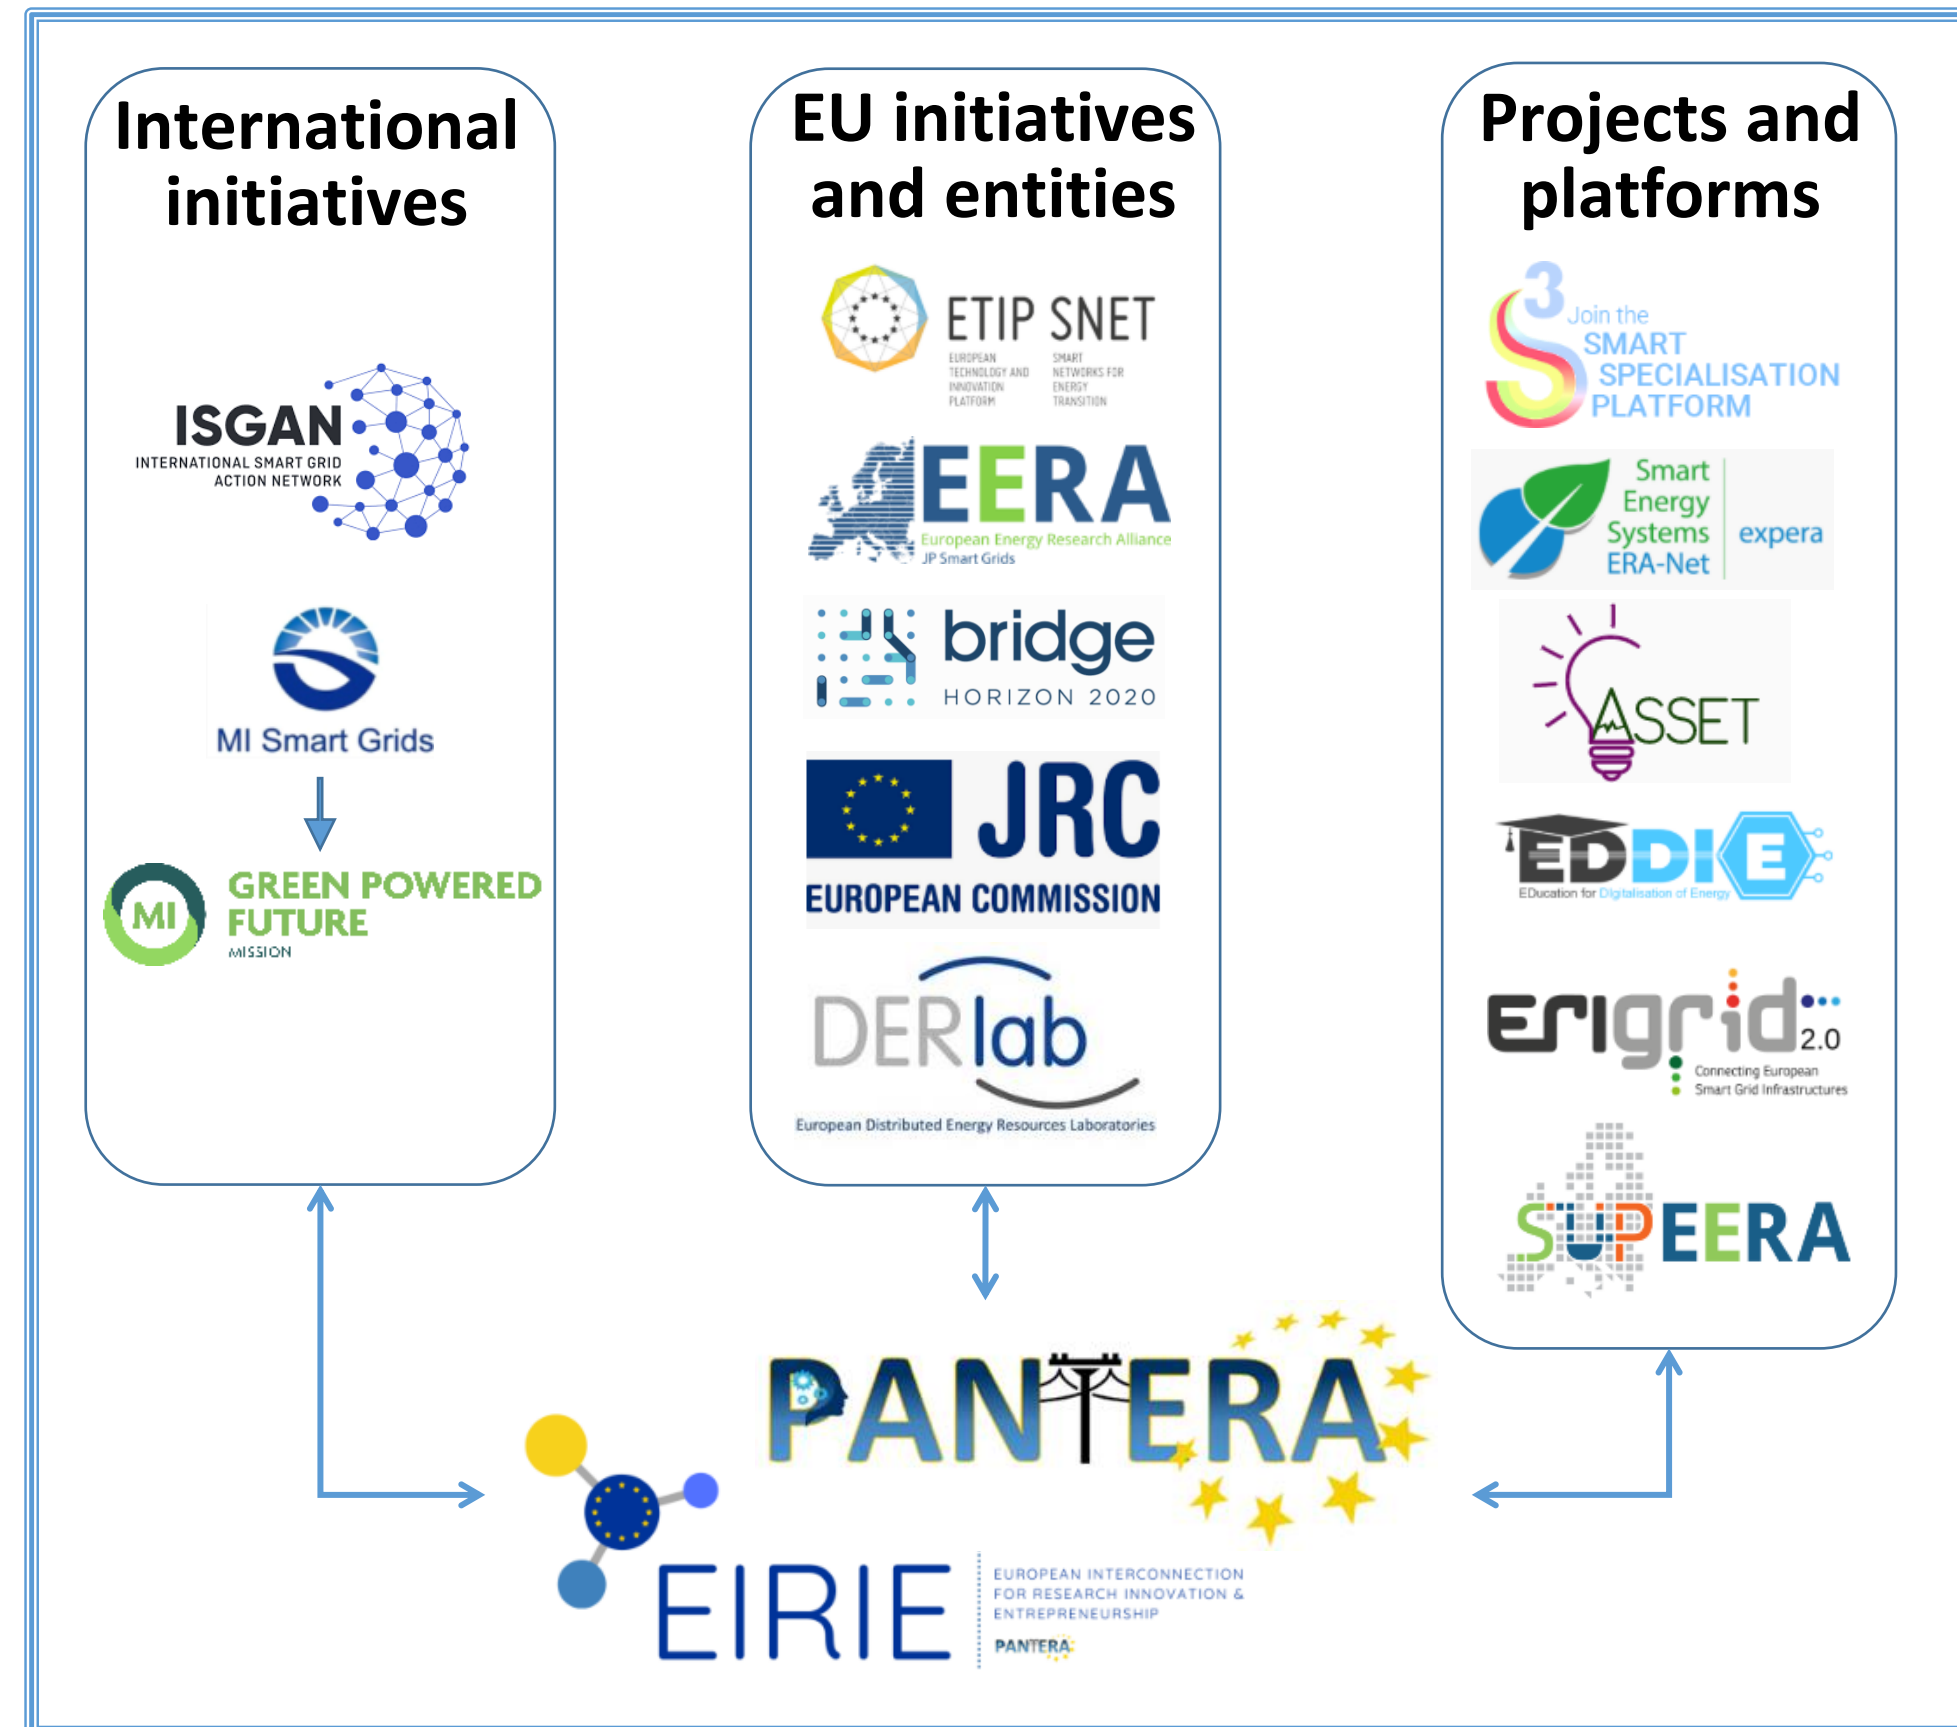 International
initiatives
ISGAN
INTERNATIONAL SMART GRID
ACTION NETWORK
MI Smart Grids
MI
GREEN POWERED
FUTURE
MISSION
EU initiatives
and entities
ETIP SNET
EUROPEAN
TECHNOLOGY AND
INNOVATION
PLATFORM
SMART
NETWORKS FOR
ENERGY
TRANSITION
EERA
European Energy Research Alliance
JP Smart Grids
bridge
HORIZON 2020
JRC
EUROPEAN COMMISSION
DERlab
European Distributed Energy Resources Laboratories
Projects and
platforms
S3
Join the
SMART
SPECIALISATION
PLATFORM
Smart
Energy
Systems
ERA-Net
expera
ASSET
EDDIE
EDucation for DIgitalisation of Energy
Erigrid
2.0
Connecting European
Smart Grid Infrastructures
SUPEERA
PANTERA
EIRIE
EUROPEAN INTERCONNECTION
FOR RESEARCH INNOVATION &
ENTREPRENEURSHIP
PANTERA